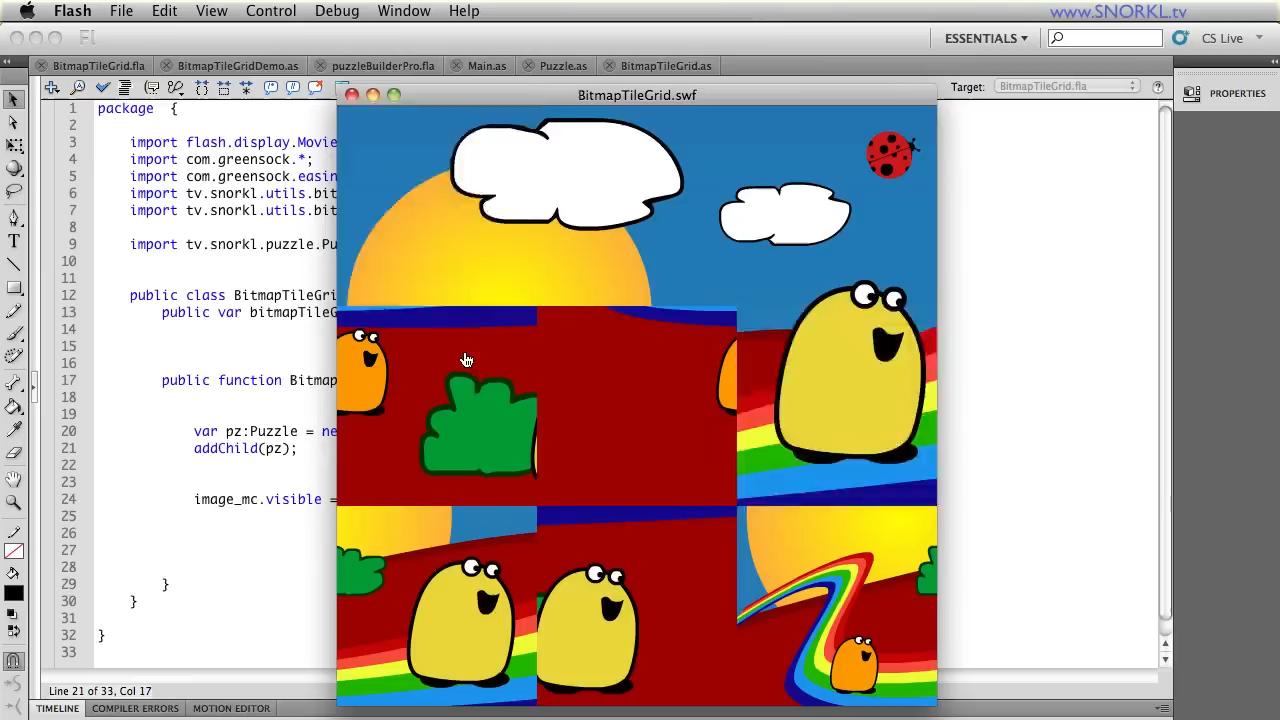 Flash File Edit View Control Debug Window Help
www.SNORKL.tv
Fl ESSENTIALS CS Live
BitmapTileGrid.fla BitmapTileGridDemo.as puzzleBuilderPro.fla Main.as Puzzle.as BitmapTileGrid.as
Target: BitmapTileGrid.fla
BitmapTileGrid.swf
PROPERTIES
1 package {
2
3 import flash.display.Movie
4 import com.greensock.*;
5 import com.greensock.easin
6 import tv.snorkl.utils.bit
7 import tv.snorkl.utils.bit
8
9 import tv.snorkl.puzzle.Pu
10
11
12 public class BitmapTileGri
13 public var bitmapTileG
14
15
16
17 public function Bitmap
18
19
20 var pz:Puzzle = ne
21 addChild(pz);
22
23
24 image_mc.visible =
25
26
27
28
29 }
30 }
31
32 }
33
Line 21 of 33, Col 17
TIMELINE COMPILER ERRORS MOTION EDITOR